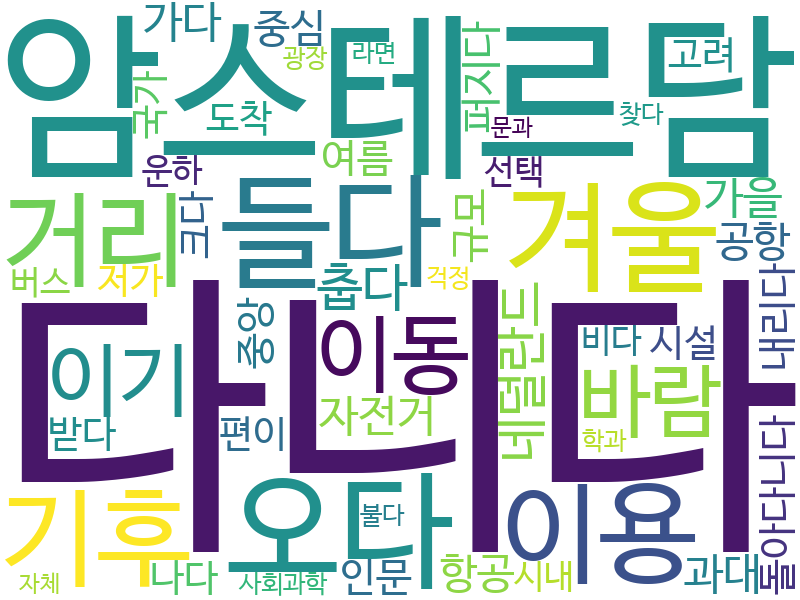 가다
중심
암스테르담
광장
라면
국가
퍼지다
고려
도착
문과
찾다
운하
여름
선택
거리
크다
들다
규모
겨울
가을
공항
버스
저가
춥다
걱정
내리다
다니다
중앙
이기
이동
네덜란드
비다
시설
바람
자전거
받다
편이
학과
돌아다니다
기후
오다
불다
이용
자체
나다
사회과학
인문
항공
시내
과대